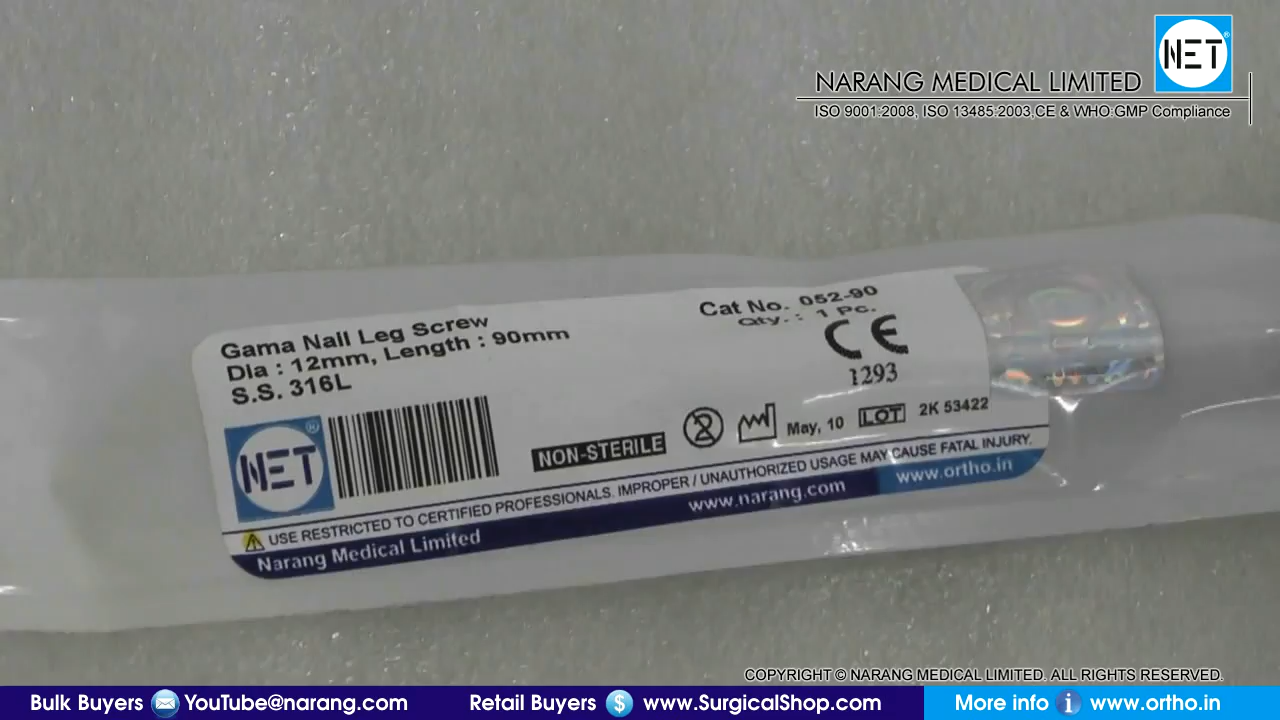 NET®
NARANG MEDICAL LIMITED
ISO 9001:2008, ISO 13485:2003,CE & WHO:GMP Compliance
Gama Nail Leg Screw
Dia : 12mm, Length : 90mm
S.S. 316L
Cat No. 052-90
Qty. : 1 Pc.
CE
1293
NET®
NON-STERILE
2
May, 10
LOT
2K 53422
USE RESTRICTED TO CERTIFIED PROFESSIONALS. IMPROPER / UNAUTHORIZED USAGE MAY CAUSE FATAL INJURY.
Narang Medical Limited
www.narang.com
www.ortho.in
COPYRIGHT © NARANG MEDICAL LIMITED. ALL RIGHTS RESERVED.
Bulk Buyers YouTube@narang.com
Retail Buyers $ www.SurgicalShop.com
More info i www.ortho.in